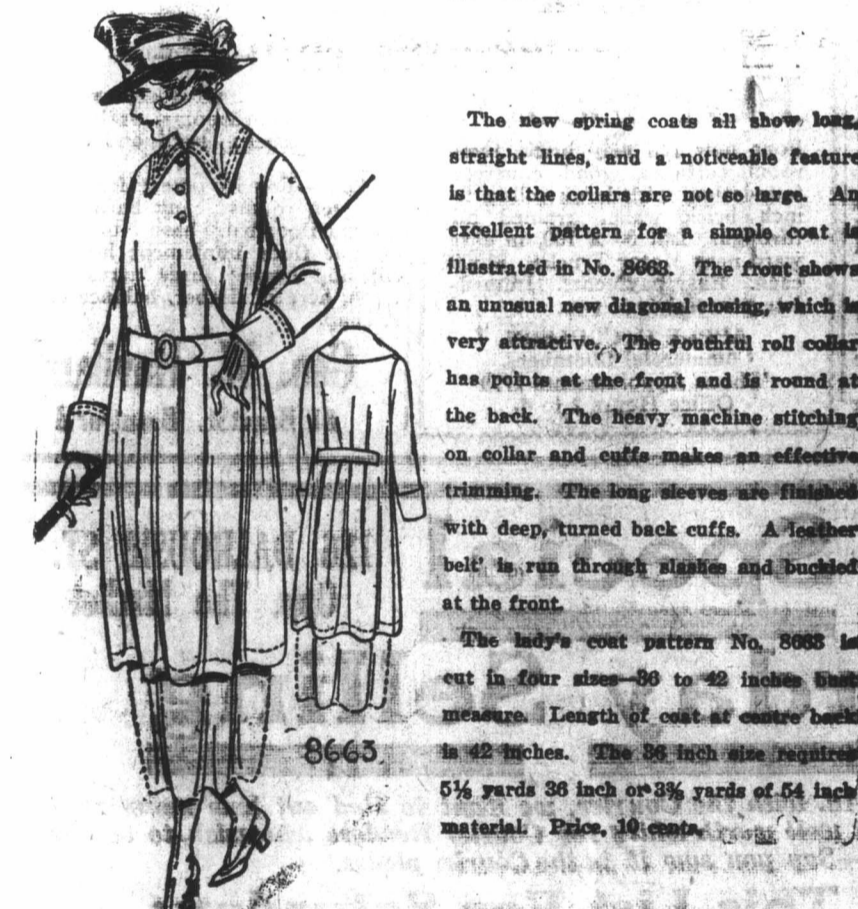 The new spring coats all show long,
straight lines, and a noticeable feature
is that the collars are not so large. An
excellent pattern for a simple coat is
illustrated in No. 8663. The front shows
an unusual new diagonal closing, which is
very attractive. The youthful roll collar
has points at the front and is round at
the back. The heavy machine stitching
on collar and cuffs makes an effective
trimming. The long sleeves are finished
with deep, turned back cuffs. A leather
belt is run through slashes and buckled
at the front.
The lady's coat pattern No. 8663 is
cut in four sizes—36 to 42 inches bust
measure. Length of coat at centre back
is 42 inches. The 36 inch size requires
5⅛ yards 36 inch or 3⅜ yards of 54 inch
material. Price, 10 cents.
8663